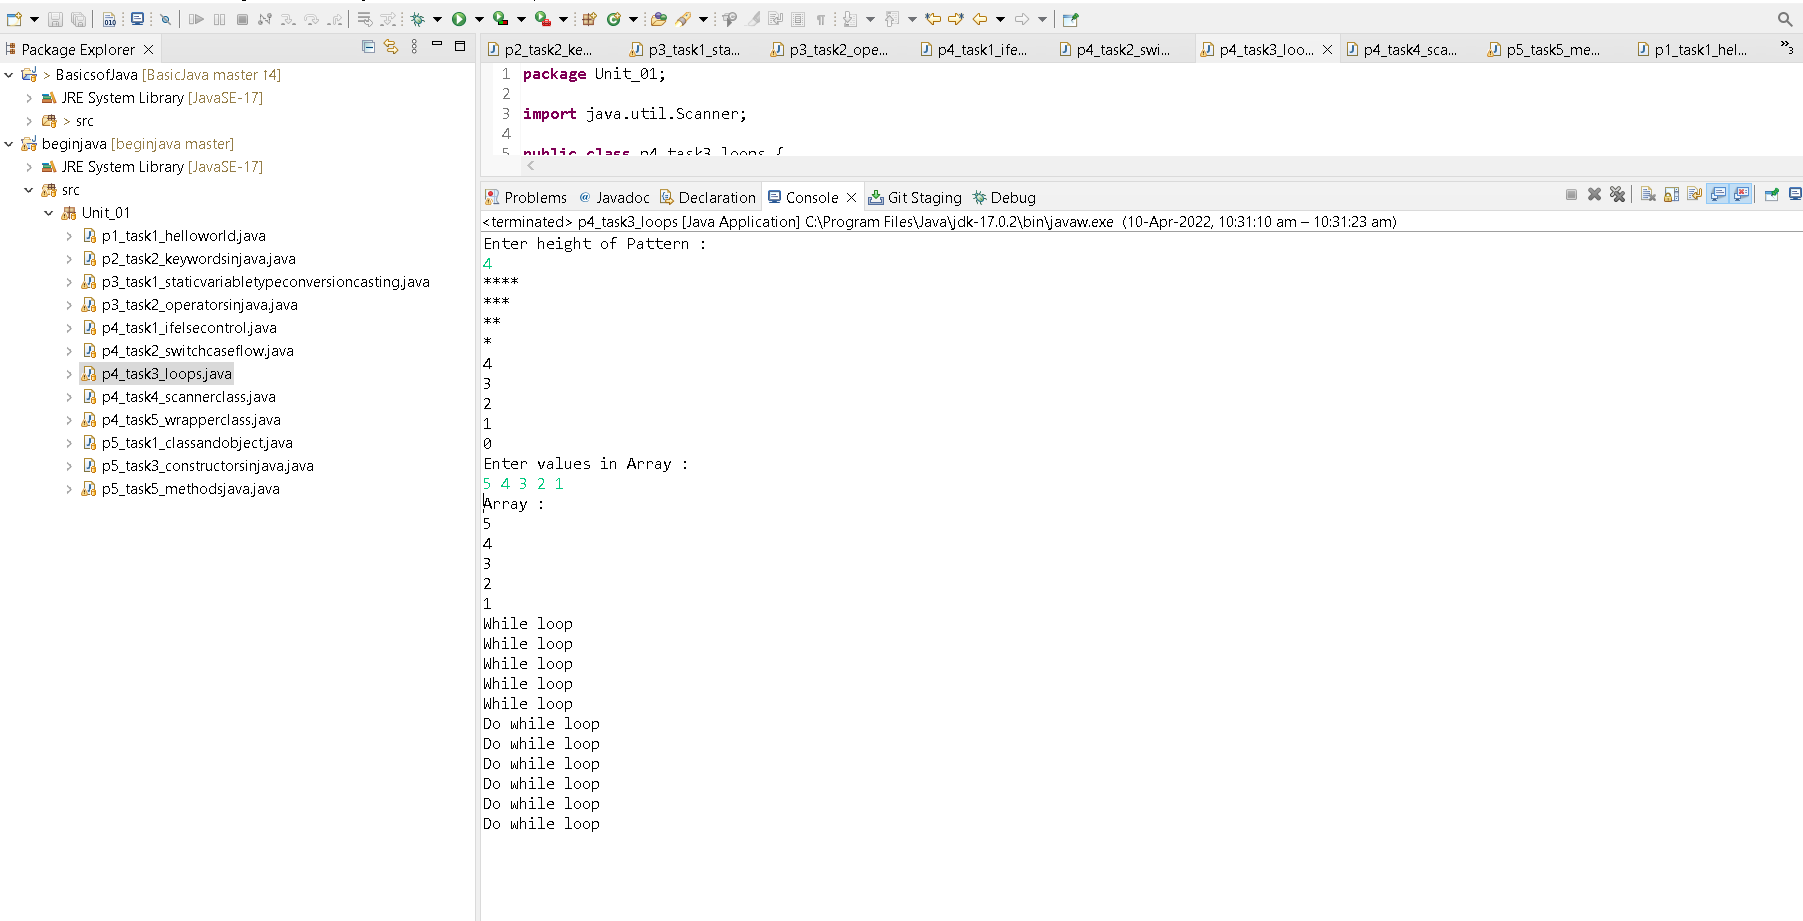 Package Explorer
> BasicsofJava [BasicJava master ↑4]
JRE System Library [JavaSE-17]
> src
beginjava [beginjava master]
JRE System Library [JavaSE-17]
src
Unit_01
p1_task1_helloworld.java
p2_task2_keywordsinjava.java
p3_task1_staticvariabletypeconversioncasting.java
p3_task2_operatorsinjava.java
p4_task1_ifelsecontrol.java
p4_task2_switchcaseflow.java
p4_task3_loops.java
p4_task4_scannerclass.java
p4_task5_wrapperclass.java
p5_task1_classandobject.java
p5_task3_constructorsinjava.java
p5_task5_methodsjava.java
p2_task2_ke... p3_task1_sta... p3_task2_ope... p4_task1_ife... p4_task2_swi... p4_task3_loo... p4_task4_sca... p5_task5_me... p1_task1_hel... »3
1 package Unit_01;
2
3 import java.util.Scanner;
4
5 public class p4_task3_loops {
Problems @ Javadoc Declaration Console Git Staging Debug
<terminated> p4_task3_loops [Java Application] C:\Program Files\Java\jdk-17.0.2\bin\javaw.exe (10-Apr-2022, 10:31:10 am – 10:31:23 am)
Enter height of Pattern :
4
****
***
**
*
4
3
2
1
0
Enter values in Array :
5 4 3 2 1
Array :
5
4
3
2
1
While loop
While loop
While loop
While loop
While loop
Do while loop
Do while loop
Do while loop
Do while loop
Do while loop
Do while loop